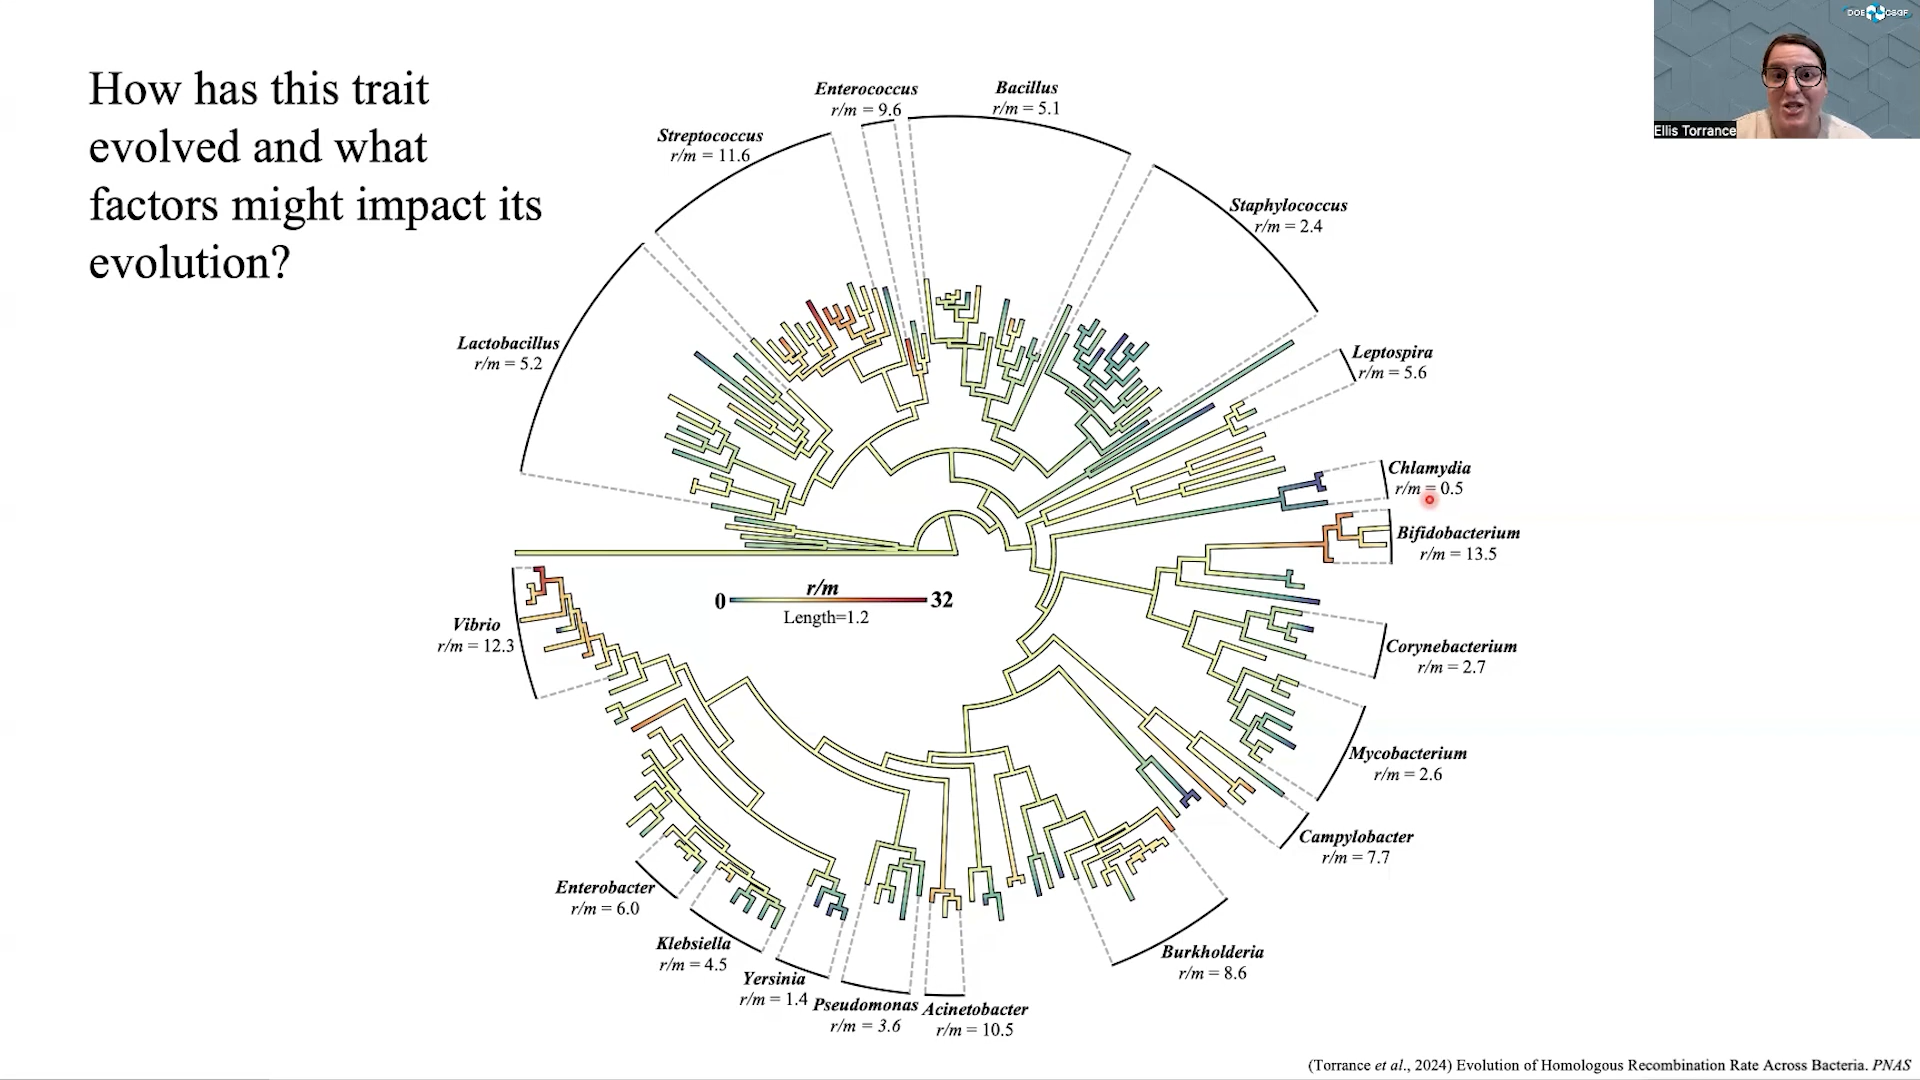 How has this trait
evolved and what
factors might impact its
evolution?
DOE CSGF
Ellis Torrance
Enterococcus
r/m = 9.6
Bacillus
r/m = 5.1
Streptococcus
r/m = 11.6
Staphylococcus
r/m = 2.4
Lactobacillus
r/m = 5.2
Leptospira
r/m = 5.6
Chlamydia
r/m = 0.5
Bifidobacterium
r/m = 13.5
r/m
0 32
Length=1.2
Vibrio
r/m = 12.3
Corynebacterium
r/m = 2.7
Mycobacterium
r/m = 2.6
Campylobacter
r/m = 7.7
Enterobacter
r/m = 6.0
Klebsiella
r/m = 4.5
Yersinia
r/m = 1.4
Pseudomonas
r/m = 3.6
Acinetobacter
r/m = 10.5
Burkholderia
r/m = 8.6
(Torrance et al., 2024) Evolution of Homologous Recombination Rate Across Bacteria. PNAS